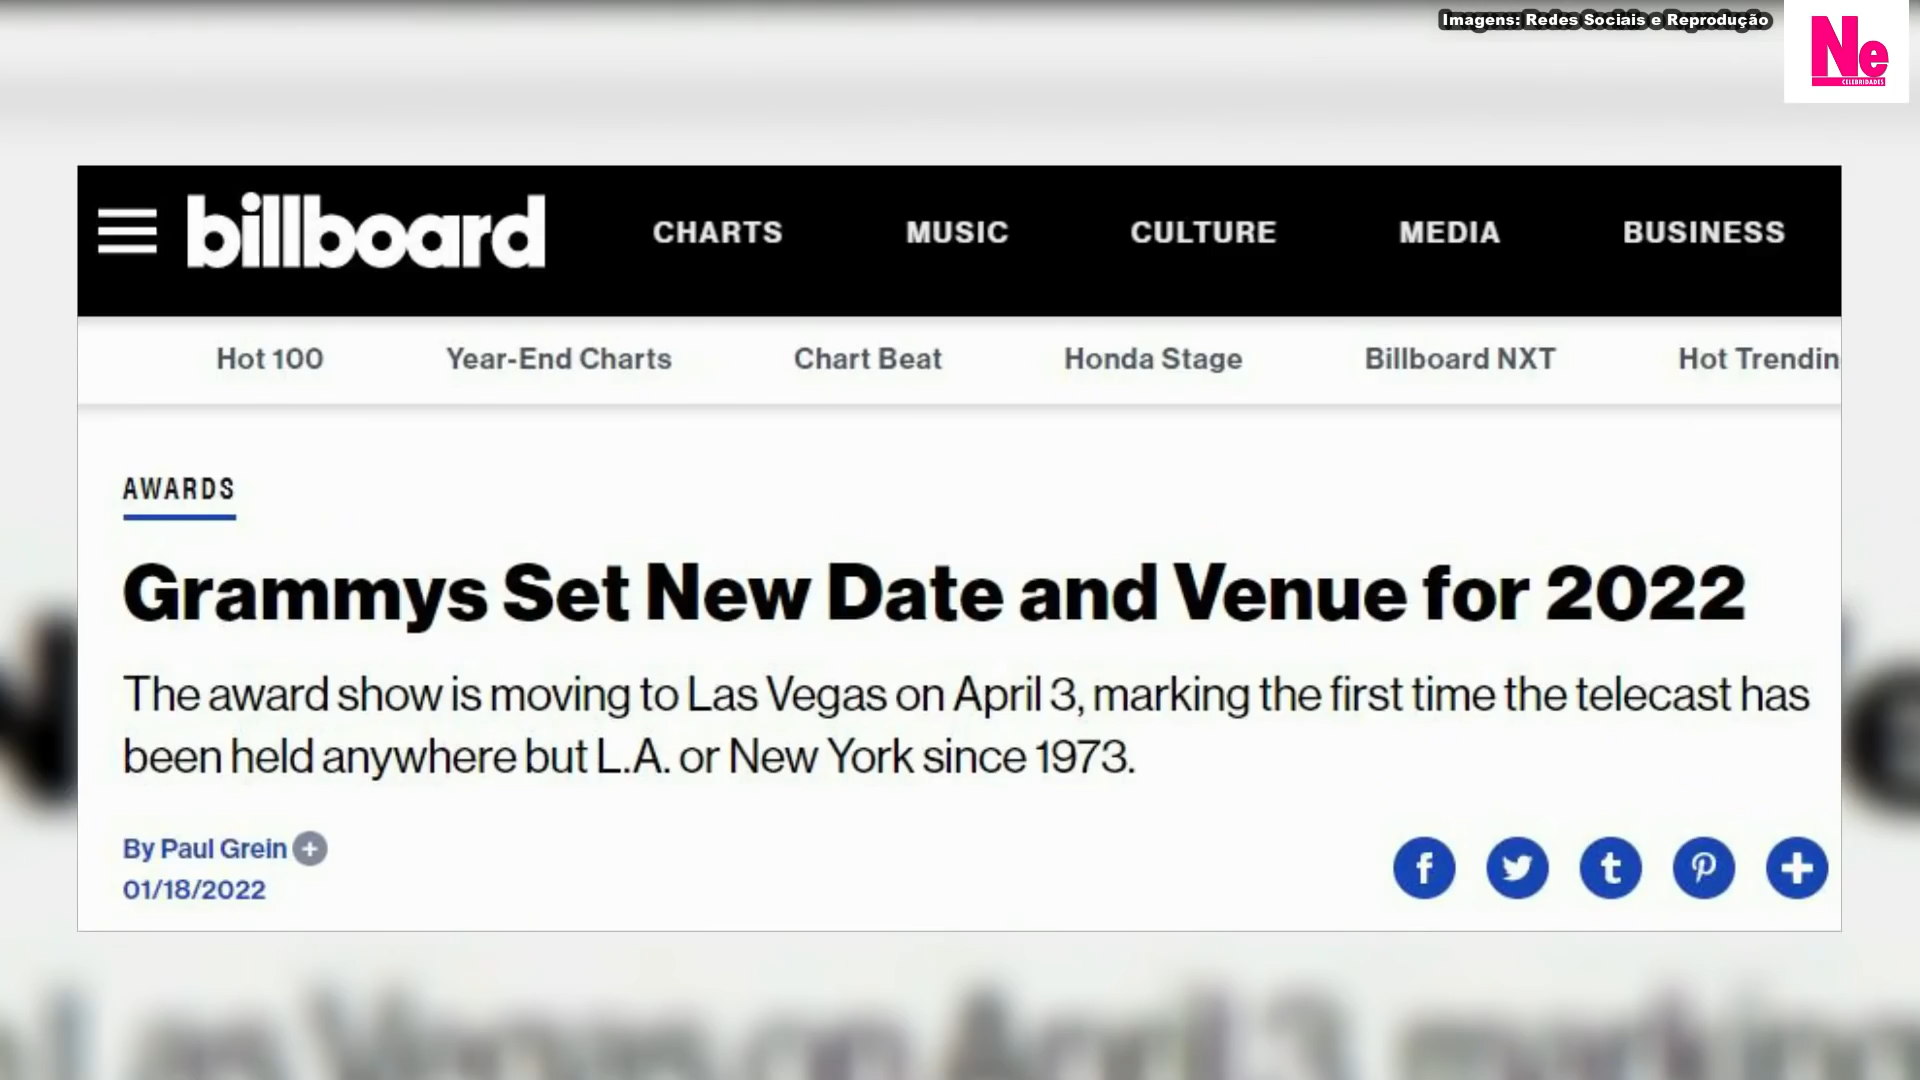 Imagens: Redes Sociais e Reprodução
Ne
CELEBRIDADES
billboard
CHARTS
MUSIC
CULTURE
MEDIA
BUSINESS
Hot 100
Year-End Charts
Chart Beat
Honda Stage
Billboard NXT
Hot Trendin
AWARDS
Grammys Set New Date and Venue for 2022
The award show is moving to Las Vegas on April 3, marking the first time the telecast has
been held anywhere but L.A. or New York since 1973.
By Paul Grein
01/18/2022